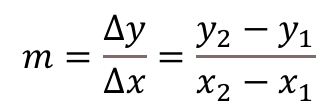 m = Δy/Δx = y₂ − y₁/x₂ − x₁